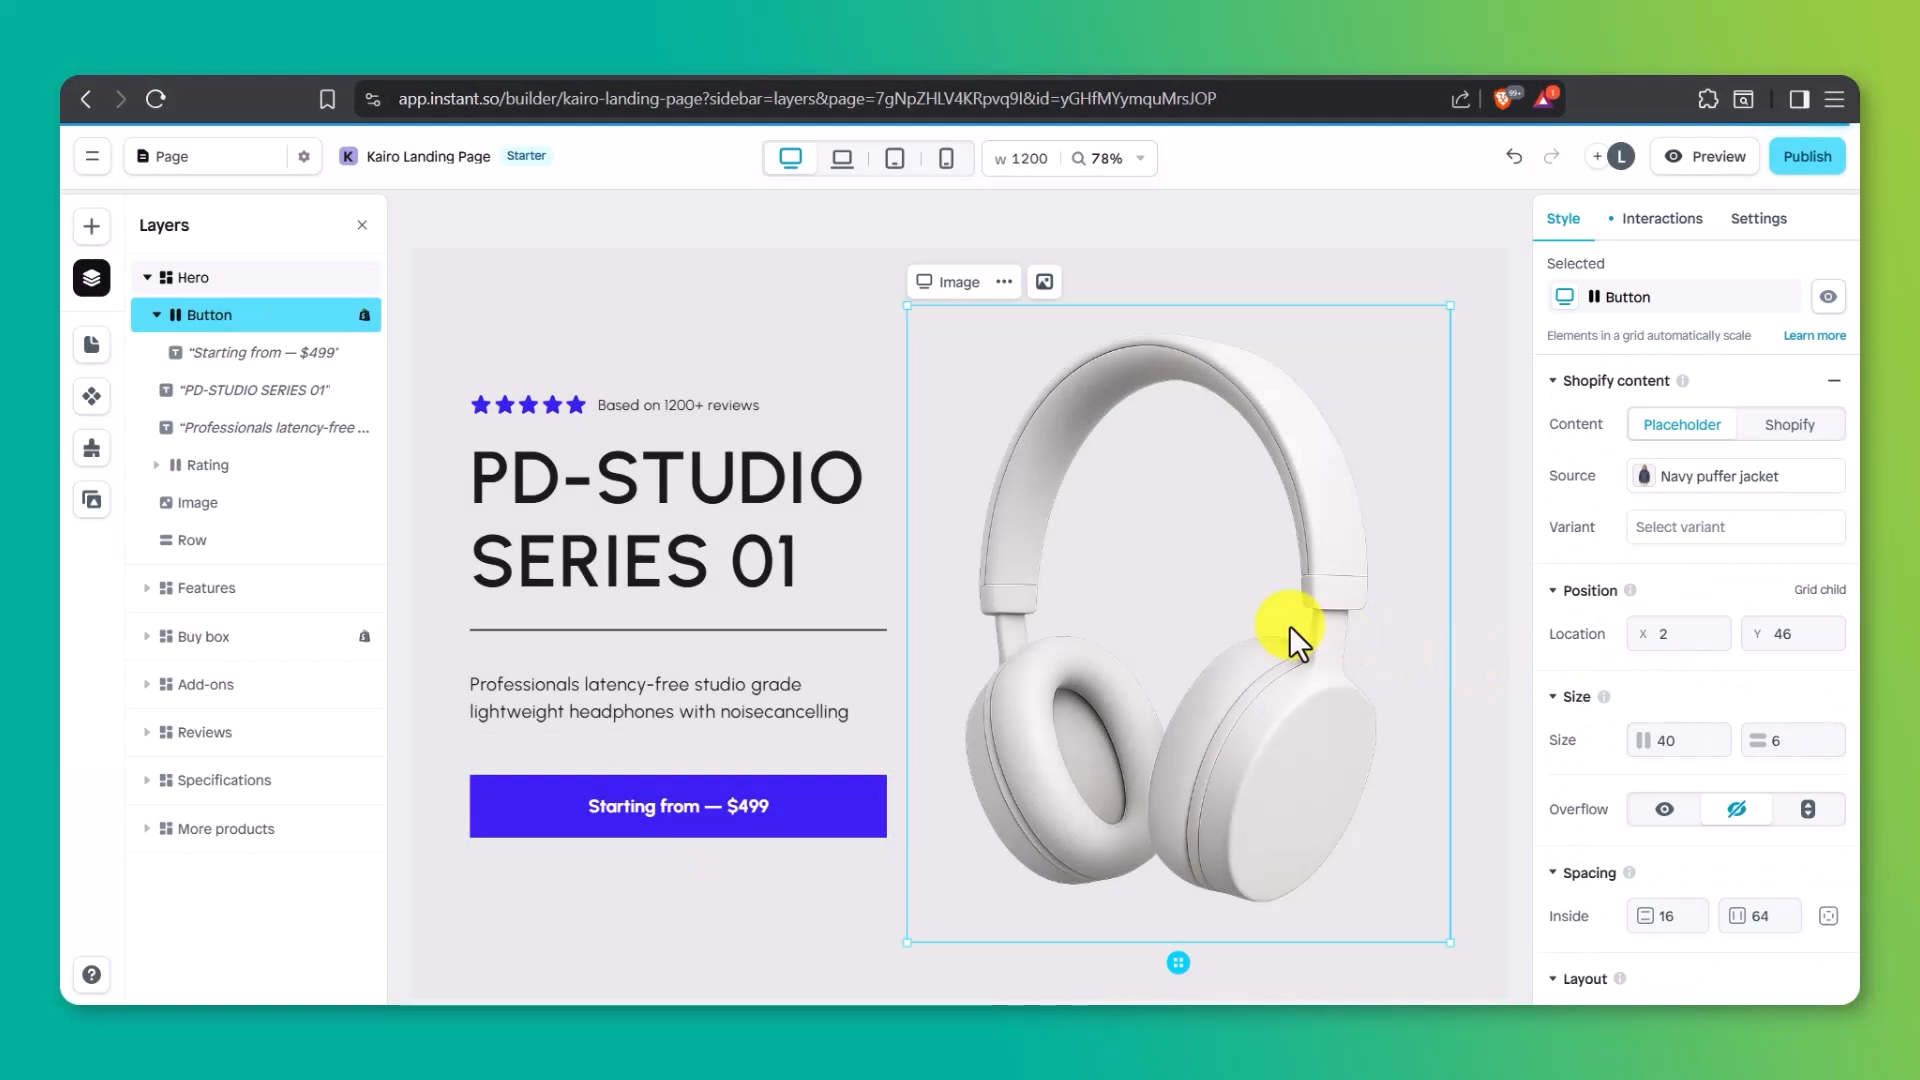 app.instant.so/builder/kairo-landing-page?sidebar=layers&page=7gNpZHLV4KRpvq9I&id=yGHfMYymquMrsJOP
99+
1
Page
K
Kairo Landing Page
Starter
W 1200
78%
L
Preview
Publish
Layers
Hero
Button
"Starting from — $499"
"PD-STUDIO SERIES 01"
"Professionals latency-free ...
Rating
Image
Row
Features
Buy box
Add-ons
Reviews
Specifications
More products
Image
Based on 1200+ reviews
PD-STUDIO
SERIES 01
Professionals latency-free studio grade
lightweight headphones with noisecancelling
Starting from — $499
Style
Interactions
Settings
Selected
Button
Elements in a grid automatically scale
Learn more
Shopify content
Content
Placeholder
Shopify
Source
Navy puffer jacket
Variant
Select variant
Position
Grid child
Location
X 2
Y 46
Size
Size
40
6
Overflow
Spacing
Inside
16
64
Layout